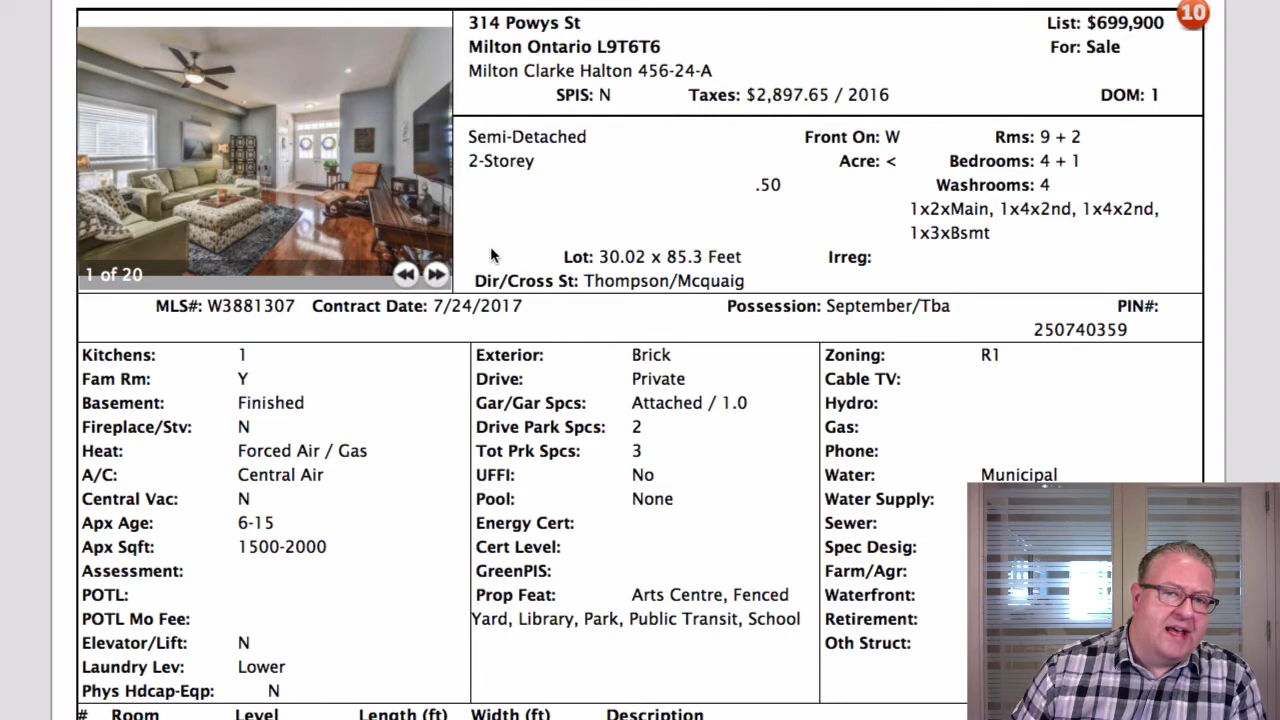 10
314 Powys St List: $699,900
Milton Ontario L9T6T6 For: Sale
Milton Clarke Halton 456-24-A
SPIS: N Taxes: $2,897.65 / 2016 DOM: 1
Semi-Detached Front On: W Rms: 9 + 2
2-Storey Acre: < Bedrooms: 4 + 1
.50 Washrooms: 4
1x2xMain, 1x4x2nd, 1x4x2nd,
1x3xBsmt
Lot: 30.02 x 85.3 Feet Irreg:
1 of 20
Dir/Cross St: Thompson/Mcquaig
MLS#: W3881307 Contract Date: 7/24/2017 Possession: September/Tba PIN#:
250740359
Kitchens: 1 Exterior: Brick Zoning: R1
Fam Rm: Y Drive: Private Cable TV:
Basement: Finished Gar/Gar Spcs: Attached / 1.0 Hydro:
Fireplace/Stv: N Drive Park Spcs: 2 Gas:
Heat: Forced Air / Gas Tot Prk Spcs: 3 Phone:
A/C: Central Air UFFI: No Water: Municipal
Central Vac: N Pool: None Water Supply:
Apx Age: 6-15 Energy Cert: Sewer:
Apx Sqft: 1500-2000 Cert Level: Spec Desig:
Assessment: GreenPIS: Farm/Agr:
POTL: Prop Feat: Arts Centre, Fenced Waterfront:
POTL Mo Fee: Yard, Library, Park, Public Transit, School Retirement:
Elevator/Lift: N Oth Struct:
Laundry Lev: Lower
Phys Hdcap-Eqp: N
# Room Level Length (ft) Width (ft) Description